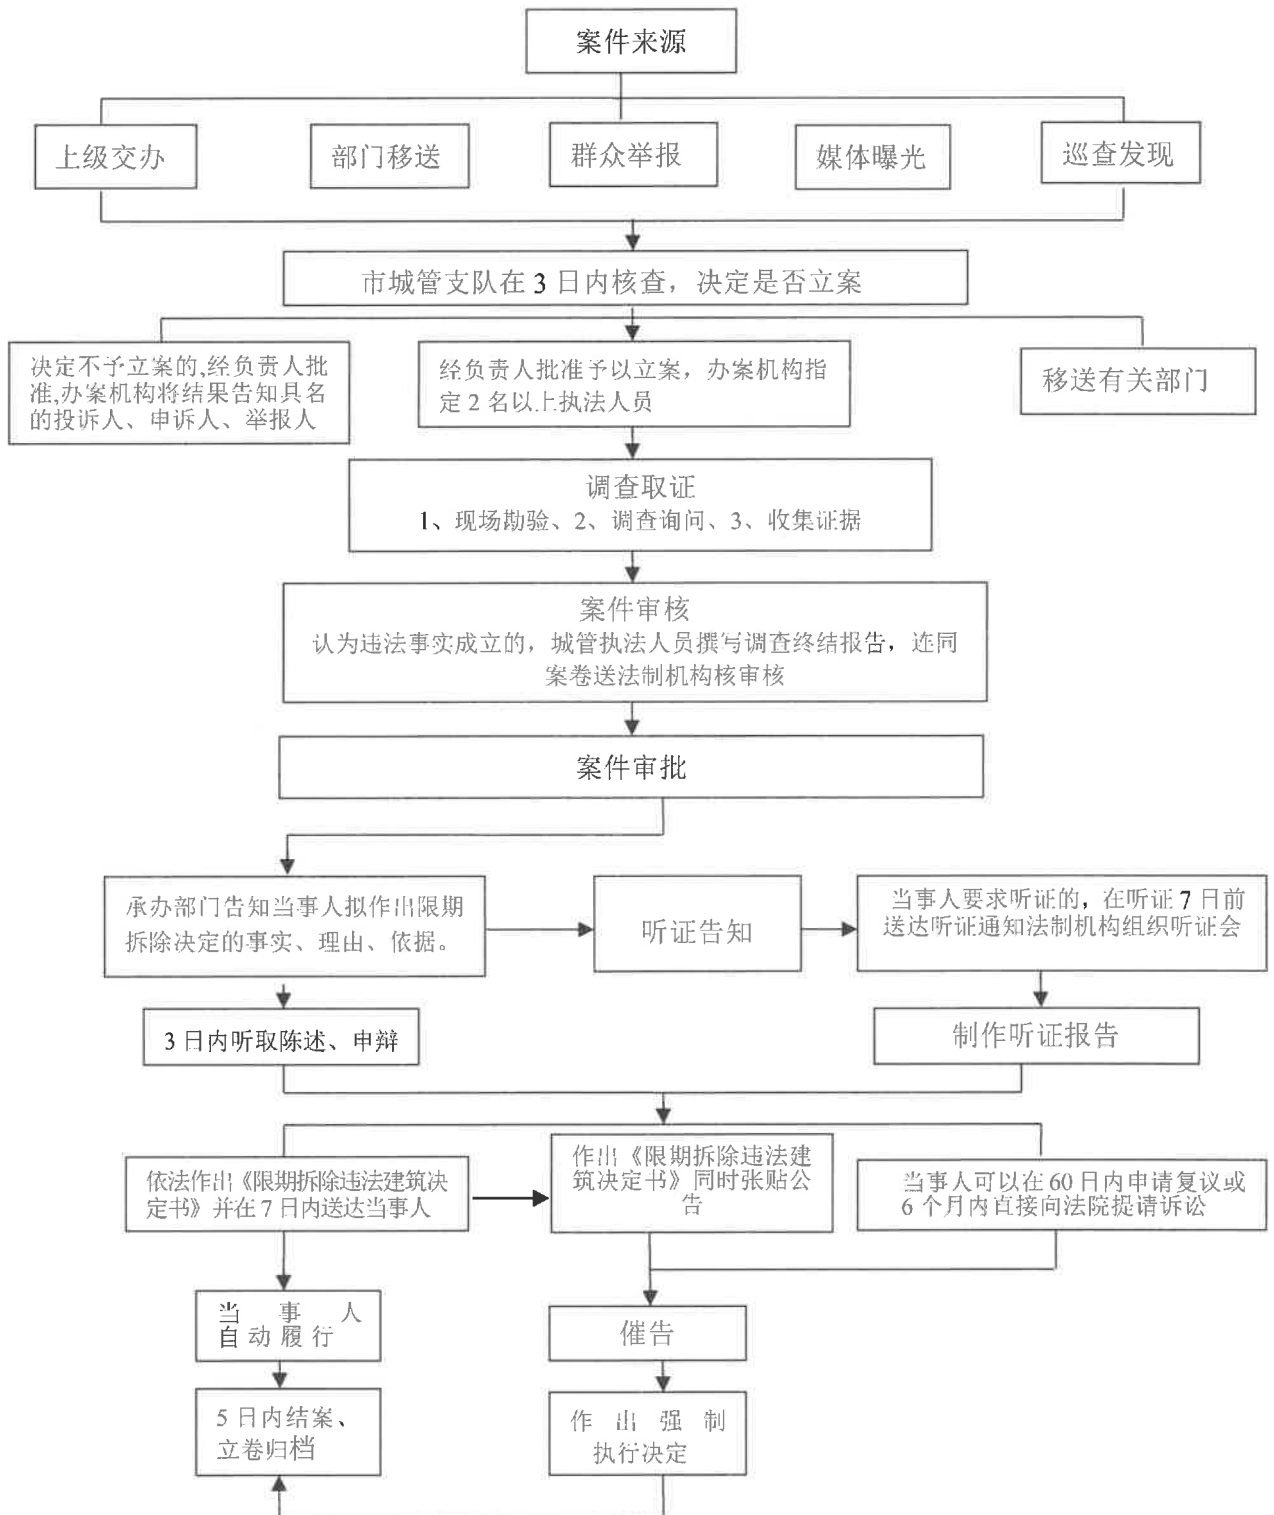 案件来源
上级交办
部门移送
群众举报
媒体曝光
巡查发现
市城管支队在 3 日内核查，决定是否立案
决定不予立案的,经负责人批
准,办案机构将结果告知具名
的投诉人、申诉人、举报人
经负责人批准予以立案，办案机构指
定 2 名以上执法人员
移送有关部门
调查取证
1、现场勘验、2、调查询问、3、收集证据
案件审核
认为违法事实成立的，城管执法人员撰写调查终结报告，连同
案卷送法制机构核审核
案件审批
承办部门告知当事人拟作出限期
拆除决定的事实、理由、依据。
听证告知
当事人要求听证的，在听证 7 日前
送达听证通知法制机构组织听证会
3 日内听取陈述、申辩
制作听证报告
依法作出《限期拆除违法建筑决
定书》并在 7 日内送达当事人
作出《限期拆除违法建
筑决定书》同时张贴公
告
当事人可以在 60 日内申请复议或
6 个月内直接向法院提请诉讼
当事人
自动履行
催告
5 日内结案、
立卷归档
作出强制
执行决定